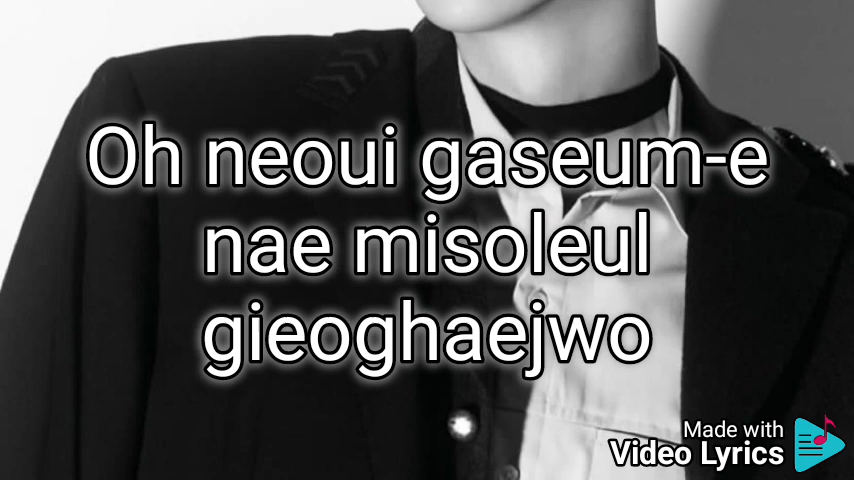 Oh neoui gaseum-e
nae misoleul
gieoghaejwo
Made with
Video Lyrics